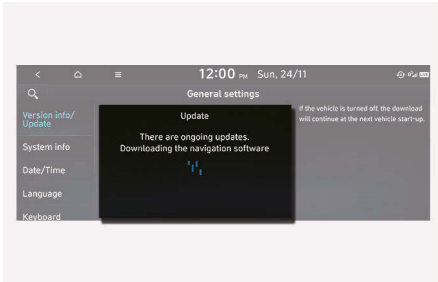 12:00 PM Sun, 24/11
General settings
Version info/
Update
System info
Date/Time
Language
Keyboard
Update
There are ongoing updates.
Downloading the navigation software
If the vehicle is turned off, the download
will continue at the next vehicle start-up.